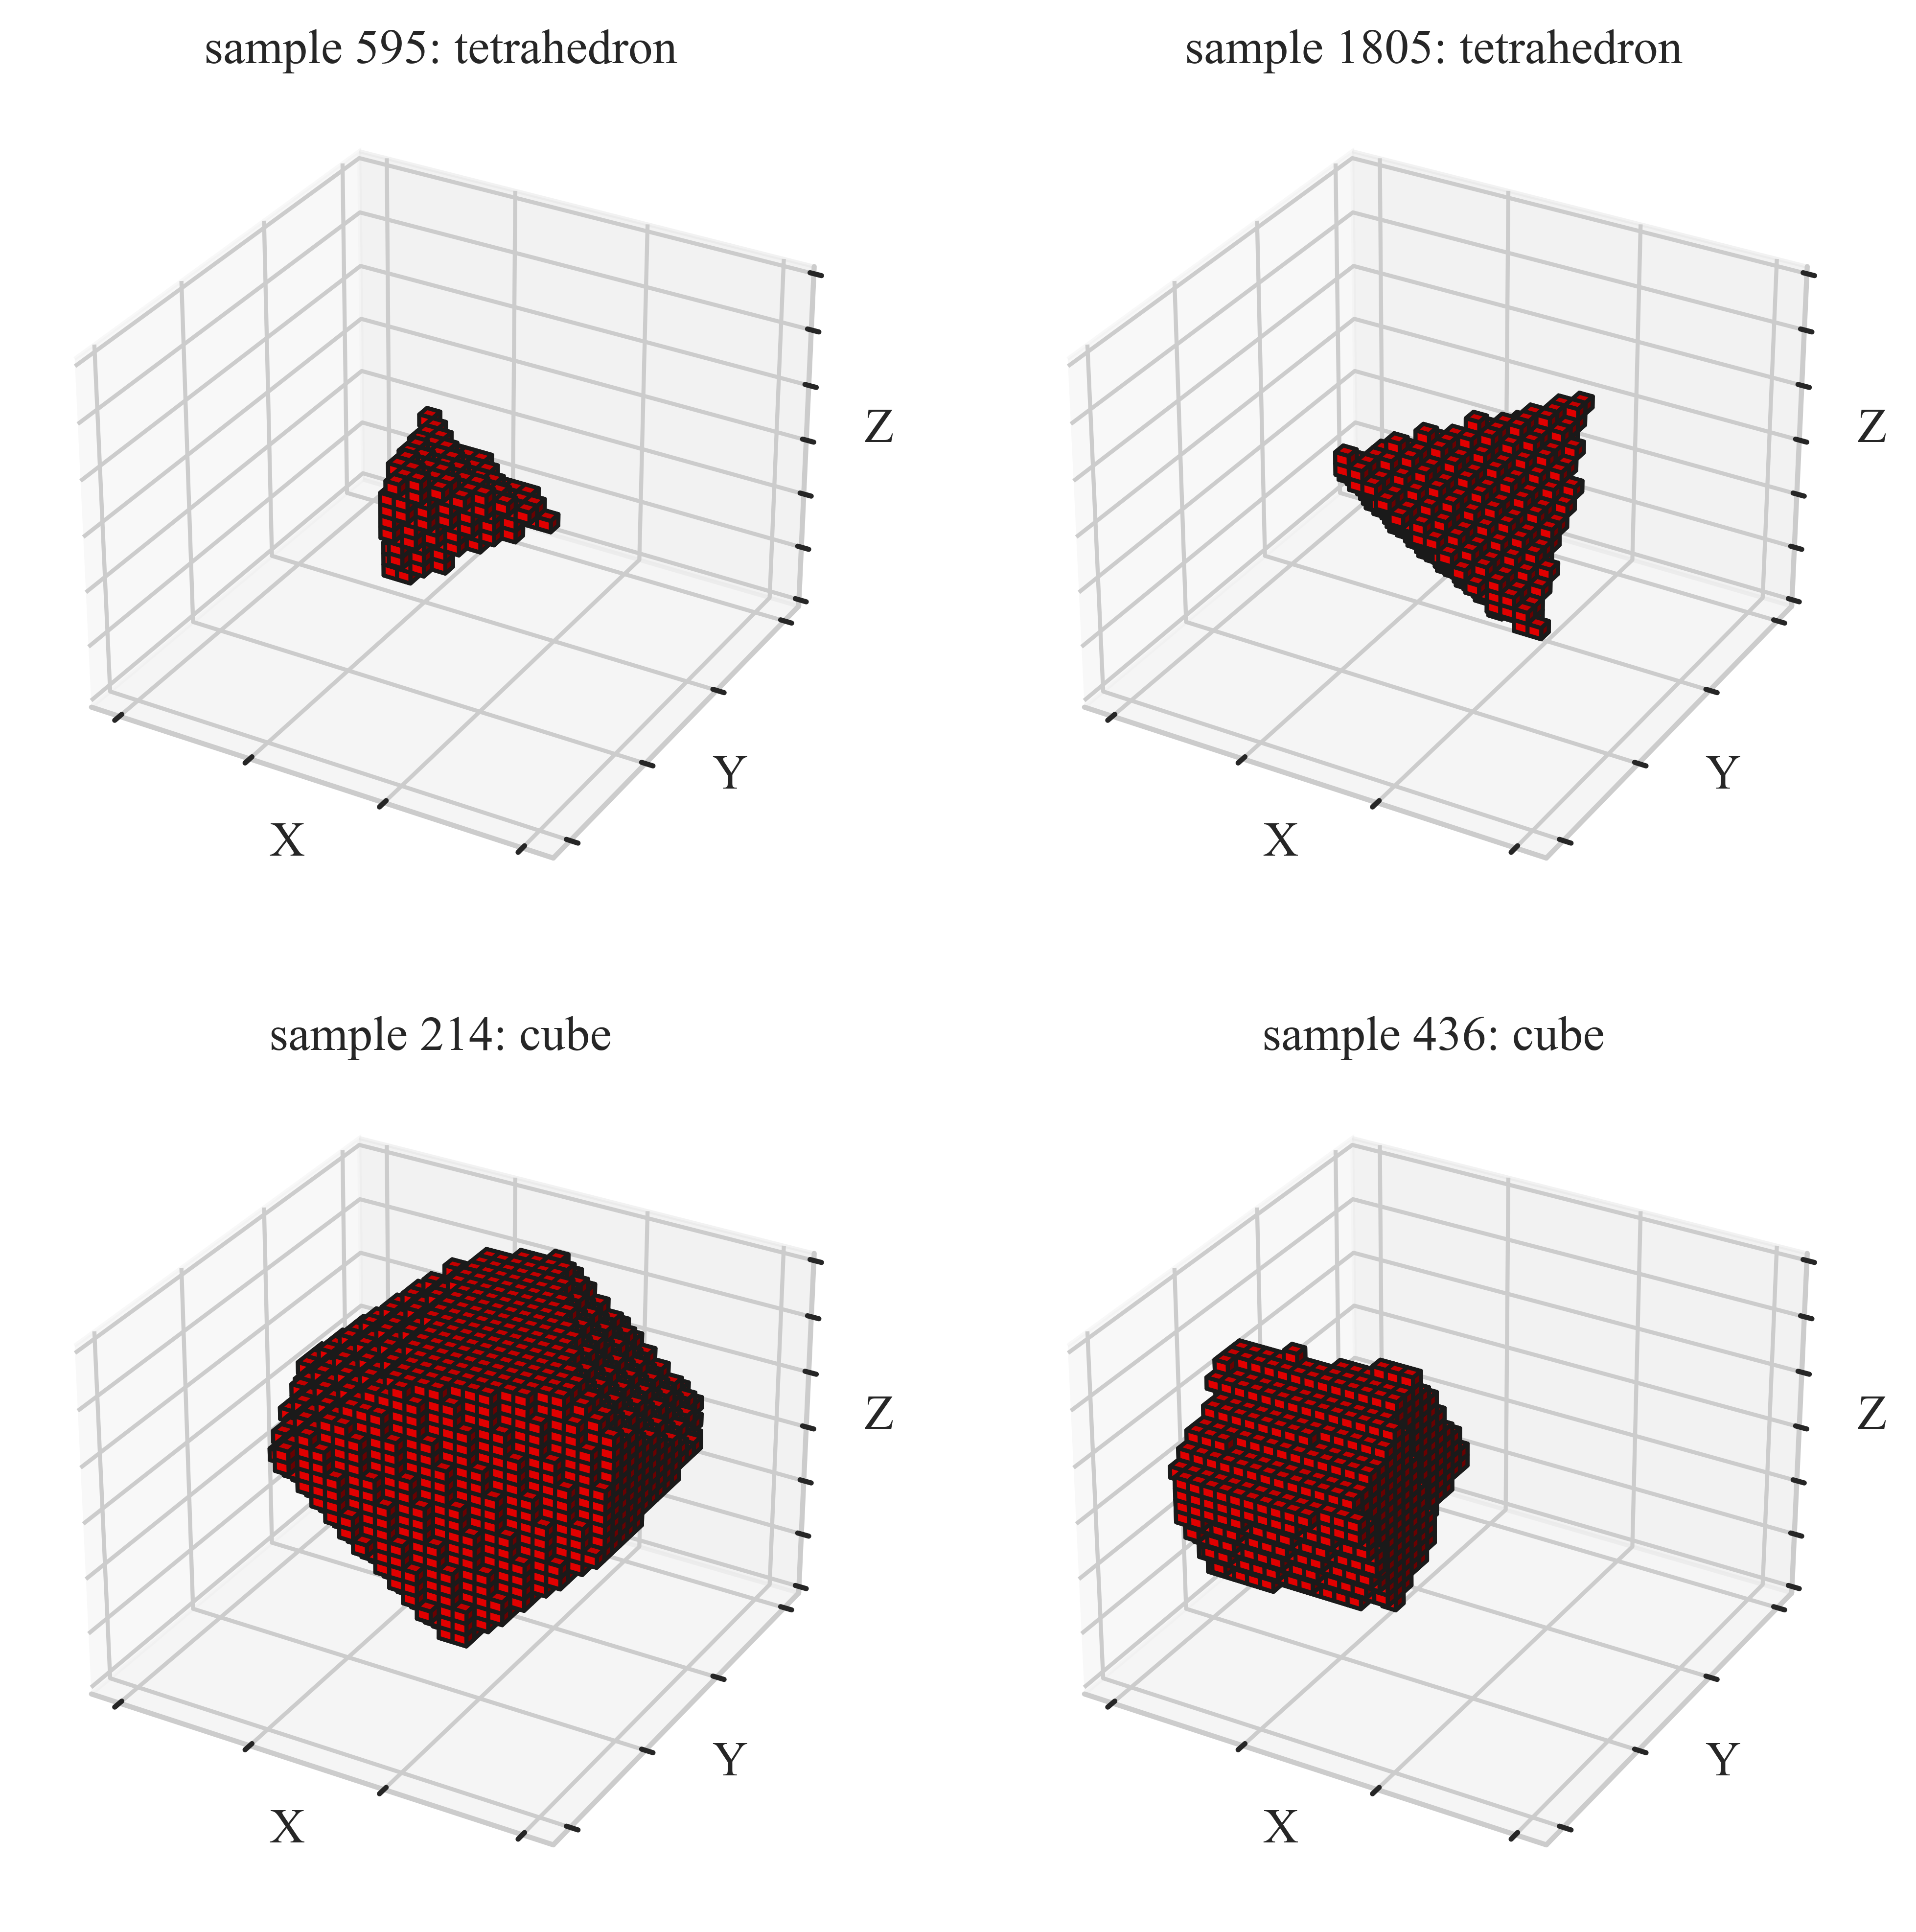 sample 595: tetrahedron
sample 1805: tetrahedron
Z
Z
Y
Y
X
X
sample 214: cube
sample 436: cube
Z
Z
Y
Y
X
X